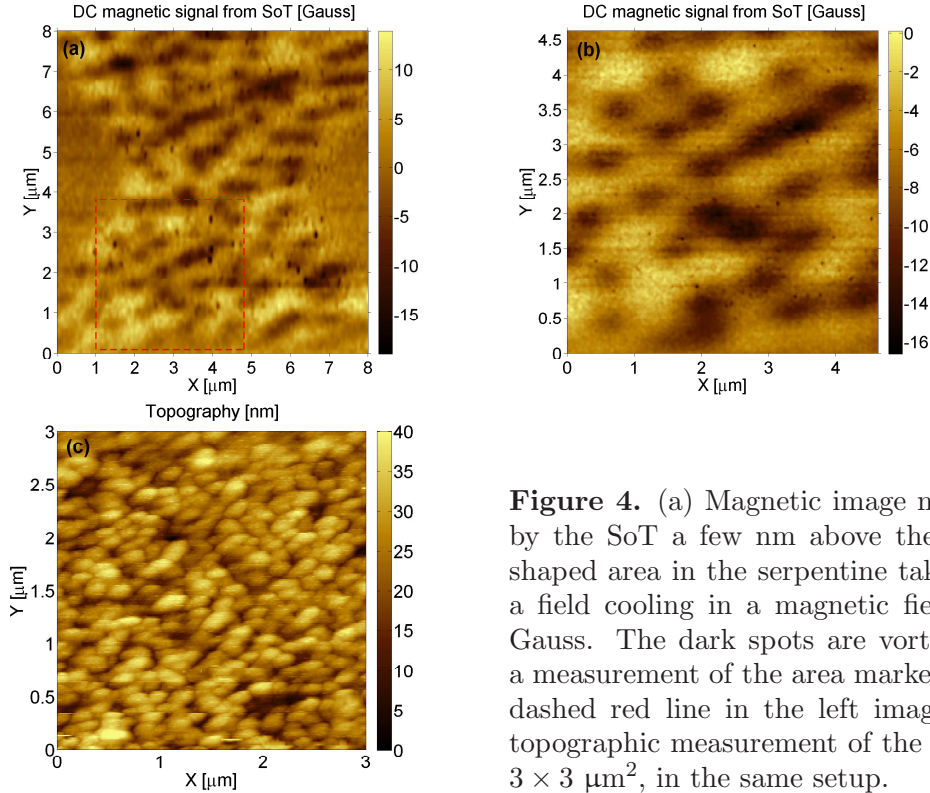 DC magnetic signal from SoT [Gauss]
(a)
8
7
6
5
4
3
2
1
0
Y [μm]
0 1 2 3 4 5 6 7 8
X [μm]
10
5
0
-5
-10
-15
DC magnetic signal from SoT [Gauss]
(b)
4.5
4
3.5
3
2.5
2
1.5
1
0.5
0
Y [μm]
0 1 2 3 4
X [μm]
0
-2
-4
-6
-8
-10
-12
-14
-16
Topography [nm]
(c)
3
2.5
2
1.5
1
0.5
0
Y [μm]
0 1 2 3
X [μm]
40
35
30
25
20
15
10
5
0
Figure 4. (a) Magnetic image
by the SoT a few nm above the
shaped area in the serpentine
a field cooling in a magnetic
Gauss. The dark spots are
a measurement of the area
dashed red line in the left
topographic measurement of the
3 × 3 μm², in the same setup.